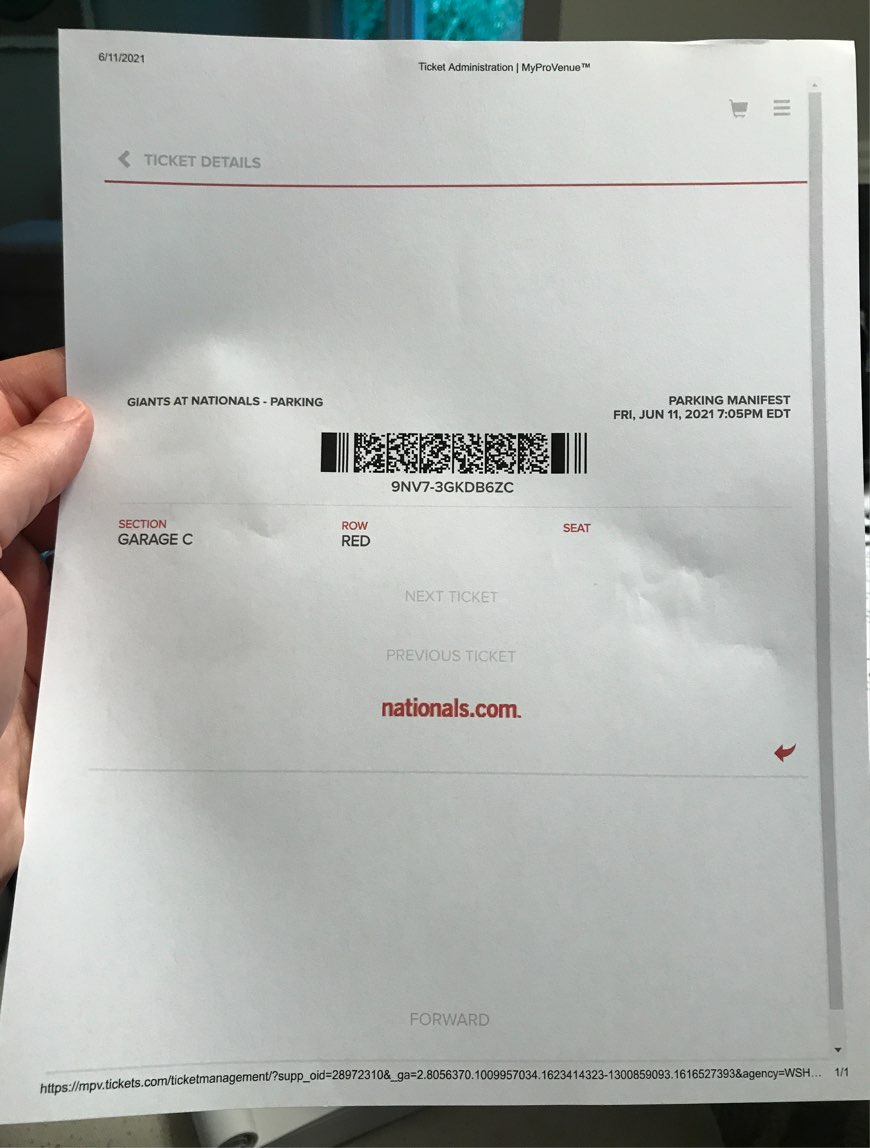 6/11/2021
Ticket Administration | MyProVenue™
TICKET DETAILS
GIANTS AT NATIONALS - PARKING
PARKING MANIFEST
FRI, JUN 11, 2021 7:05PM EDT
9NV7-3GKDB6ZC
SECTION
GARAGE C
ROW
RED
SEAT
NEXT TICKET
PREVIOUS TICKET
nationals.com.
FORWARD
https://mpv.tickets.com/ticketmanagement/?supp_oid=28972310&_ga=2.8056370.1009957034.1623414323-1300859093.1616527393&agency=WSH... 1/1